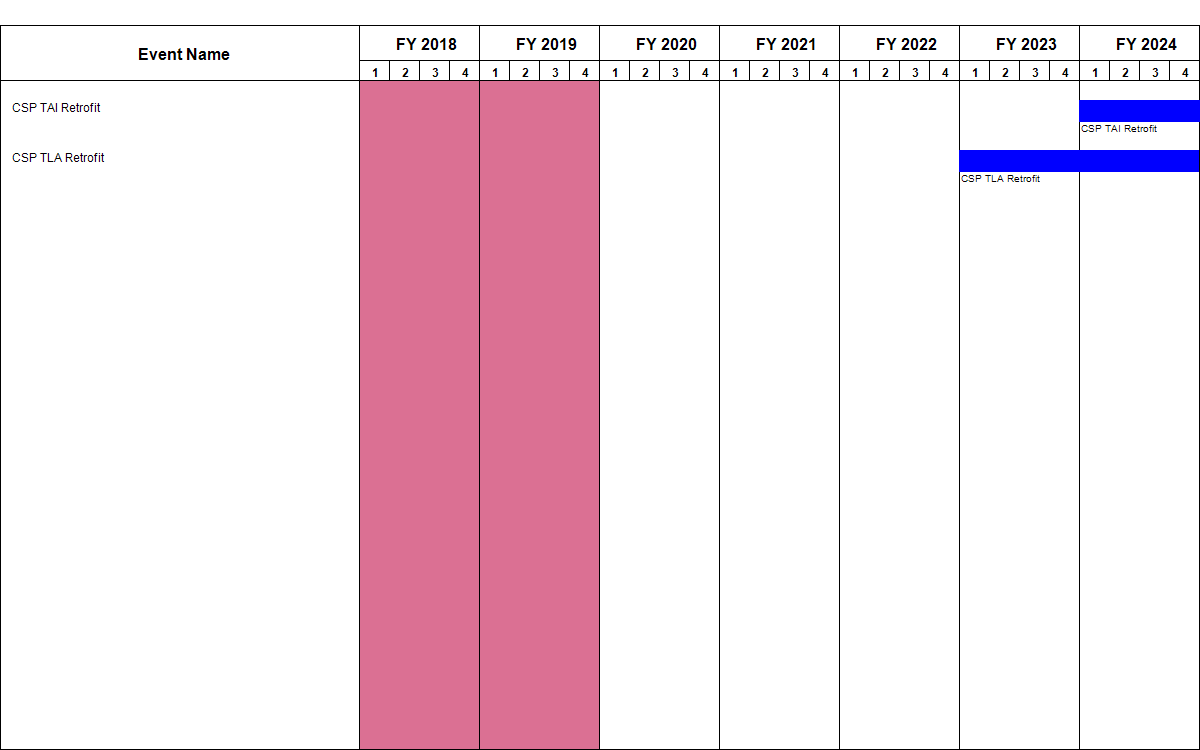 Event Name
FY 2018 FY 2019 FY 2020 FY 2021 FY 2022 FY 2023 FY 2024
1 2 3 4 1 2 3 4 1 2 3 4 1 2 3 4 1 2 3 4 1 2 3 4 1 2 3 4
CSP TAI Retrofit
CSP TAI Retrofit
CSP TLA Retrofit
CSP TLA Retrofit